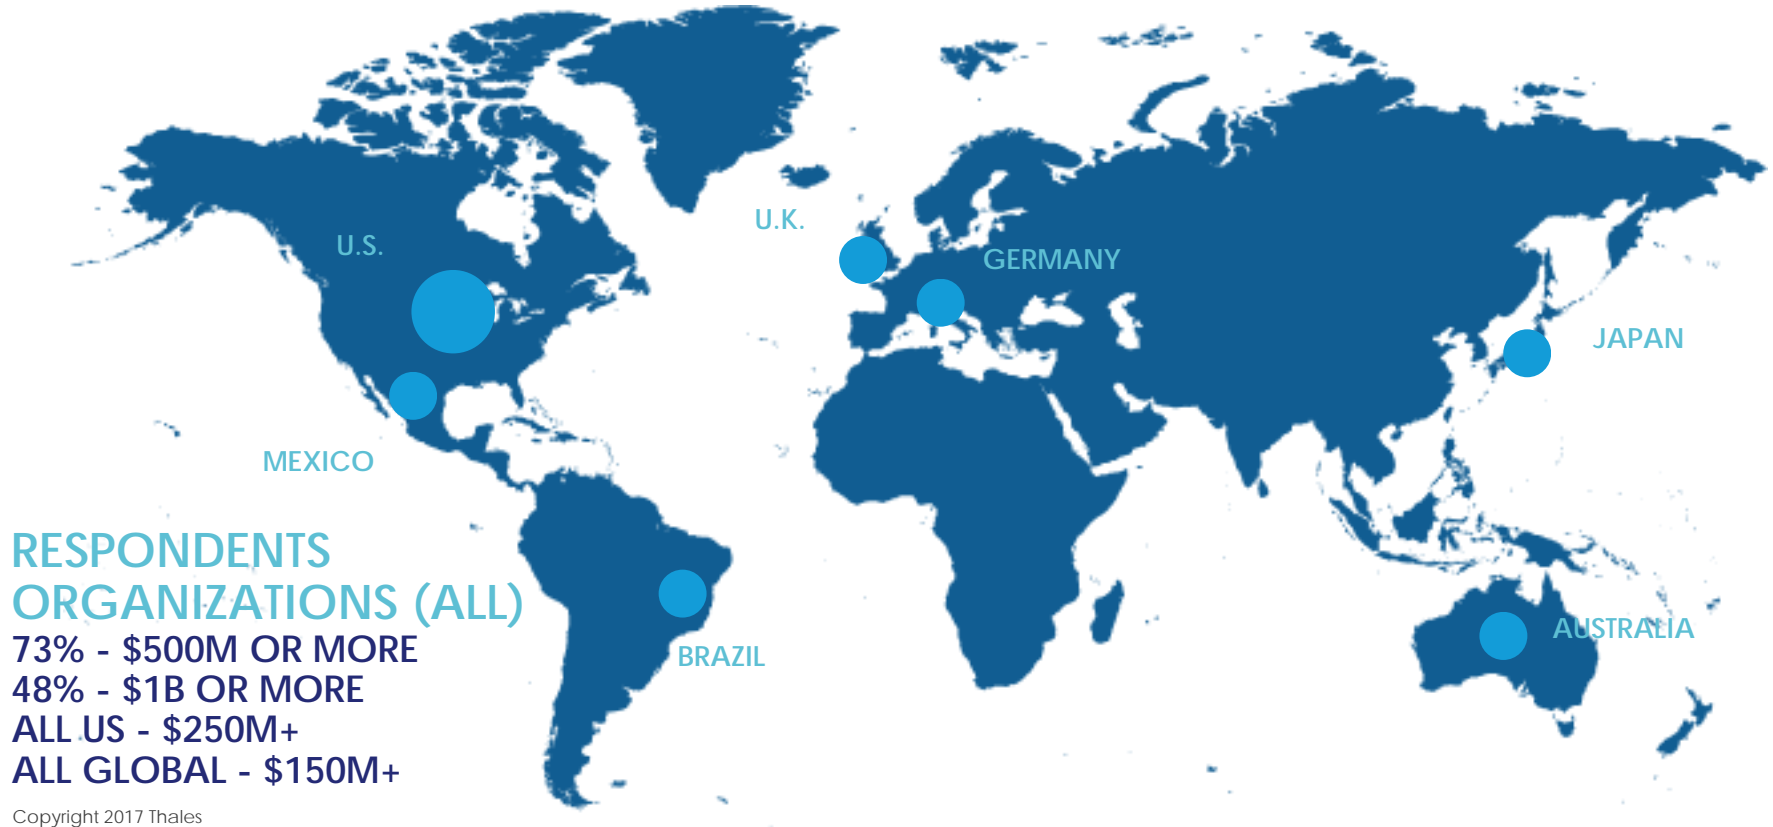 U.S.
U.K.
GERMANY
JAPAN
MEXICO
BRAZIL
AUSTRALIA
RESPONDENTS
ORGANIZATIONS (ALL)
73% - $500M OR MORE
48% - $1B OR MORE
ALL US - $250M+
ALL GLOBAL - $150M+
Copyright 2017 Thales